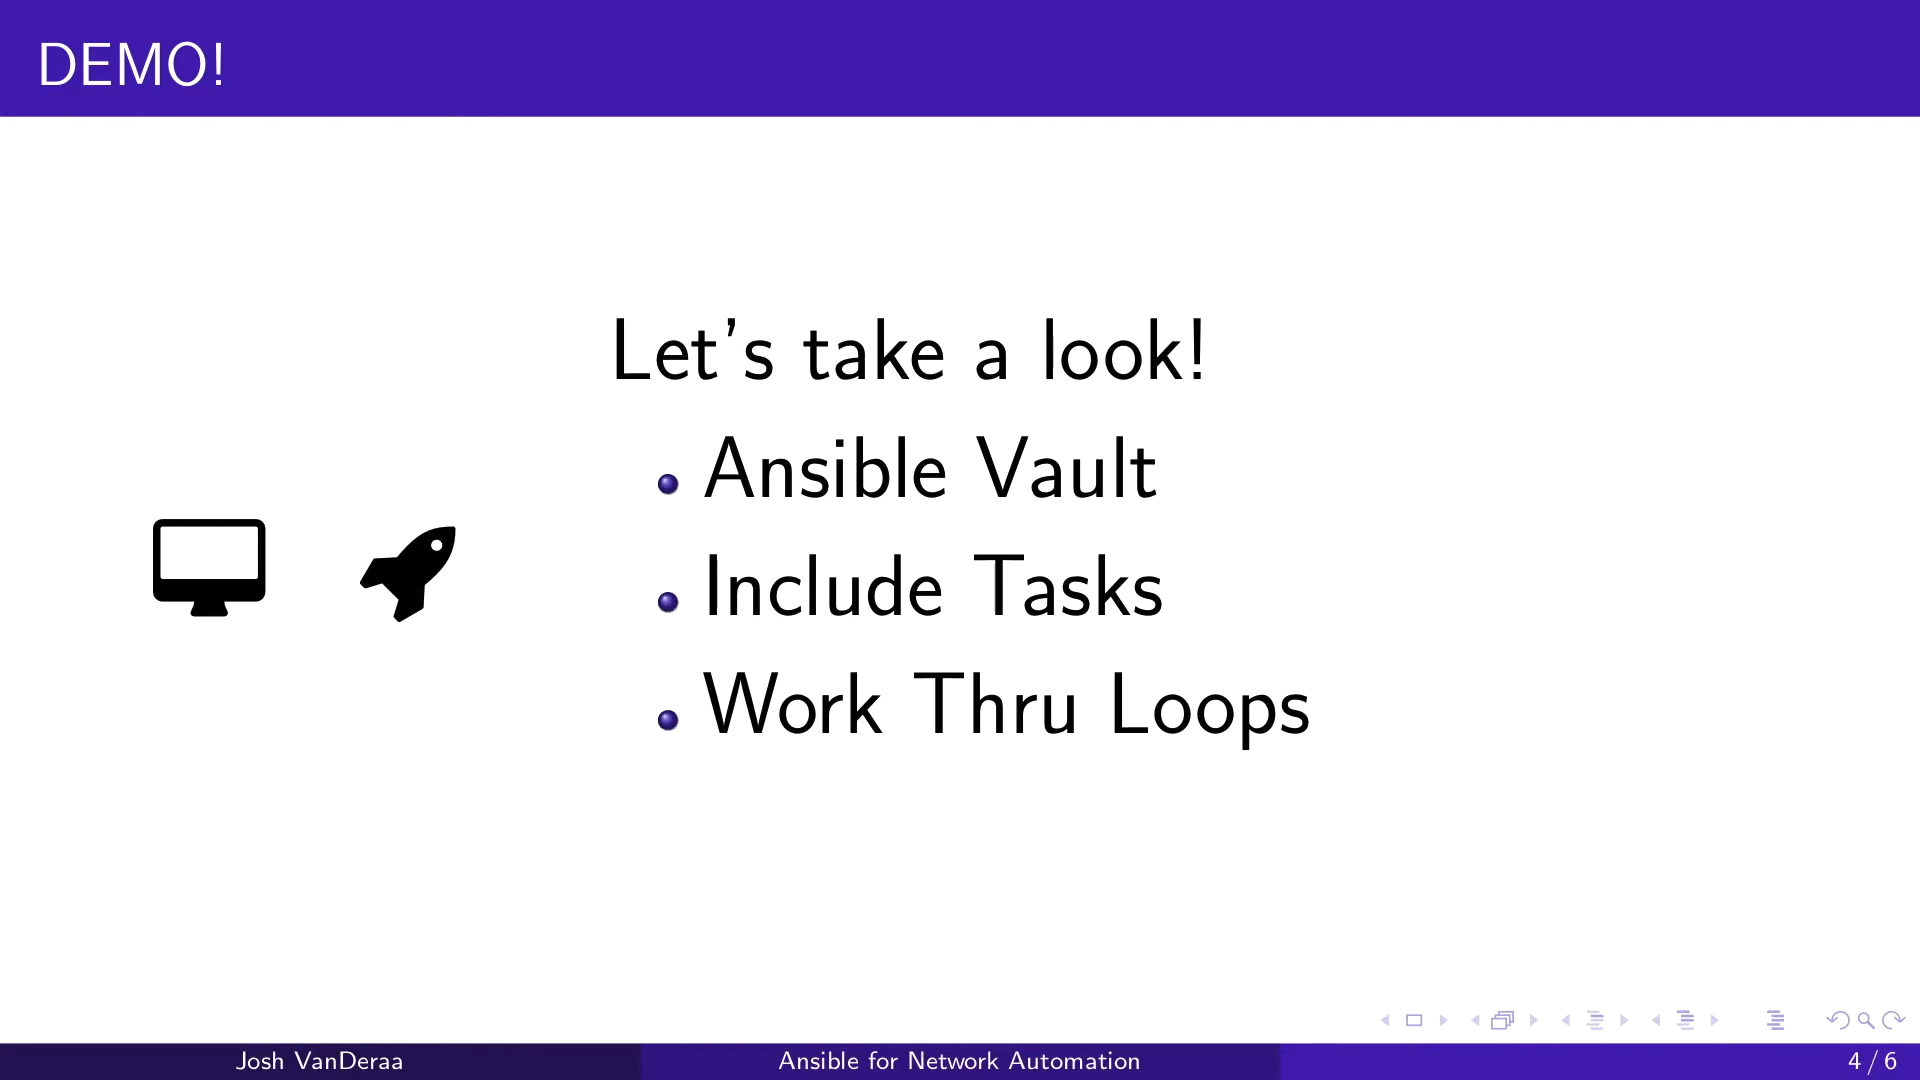 DEMO!
Let's take a look!
Ansible Vault
Include Tasks
Work Thru Loops
Josh VanDeraa
Ansible for Network Automation
4 / 6